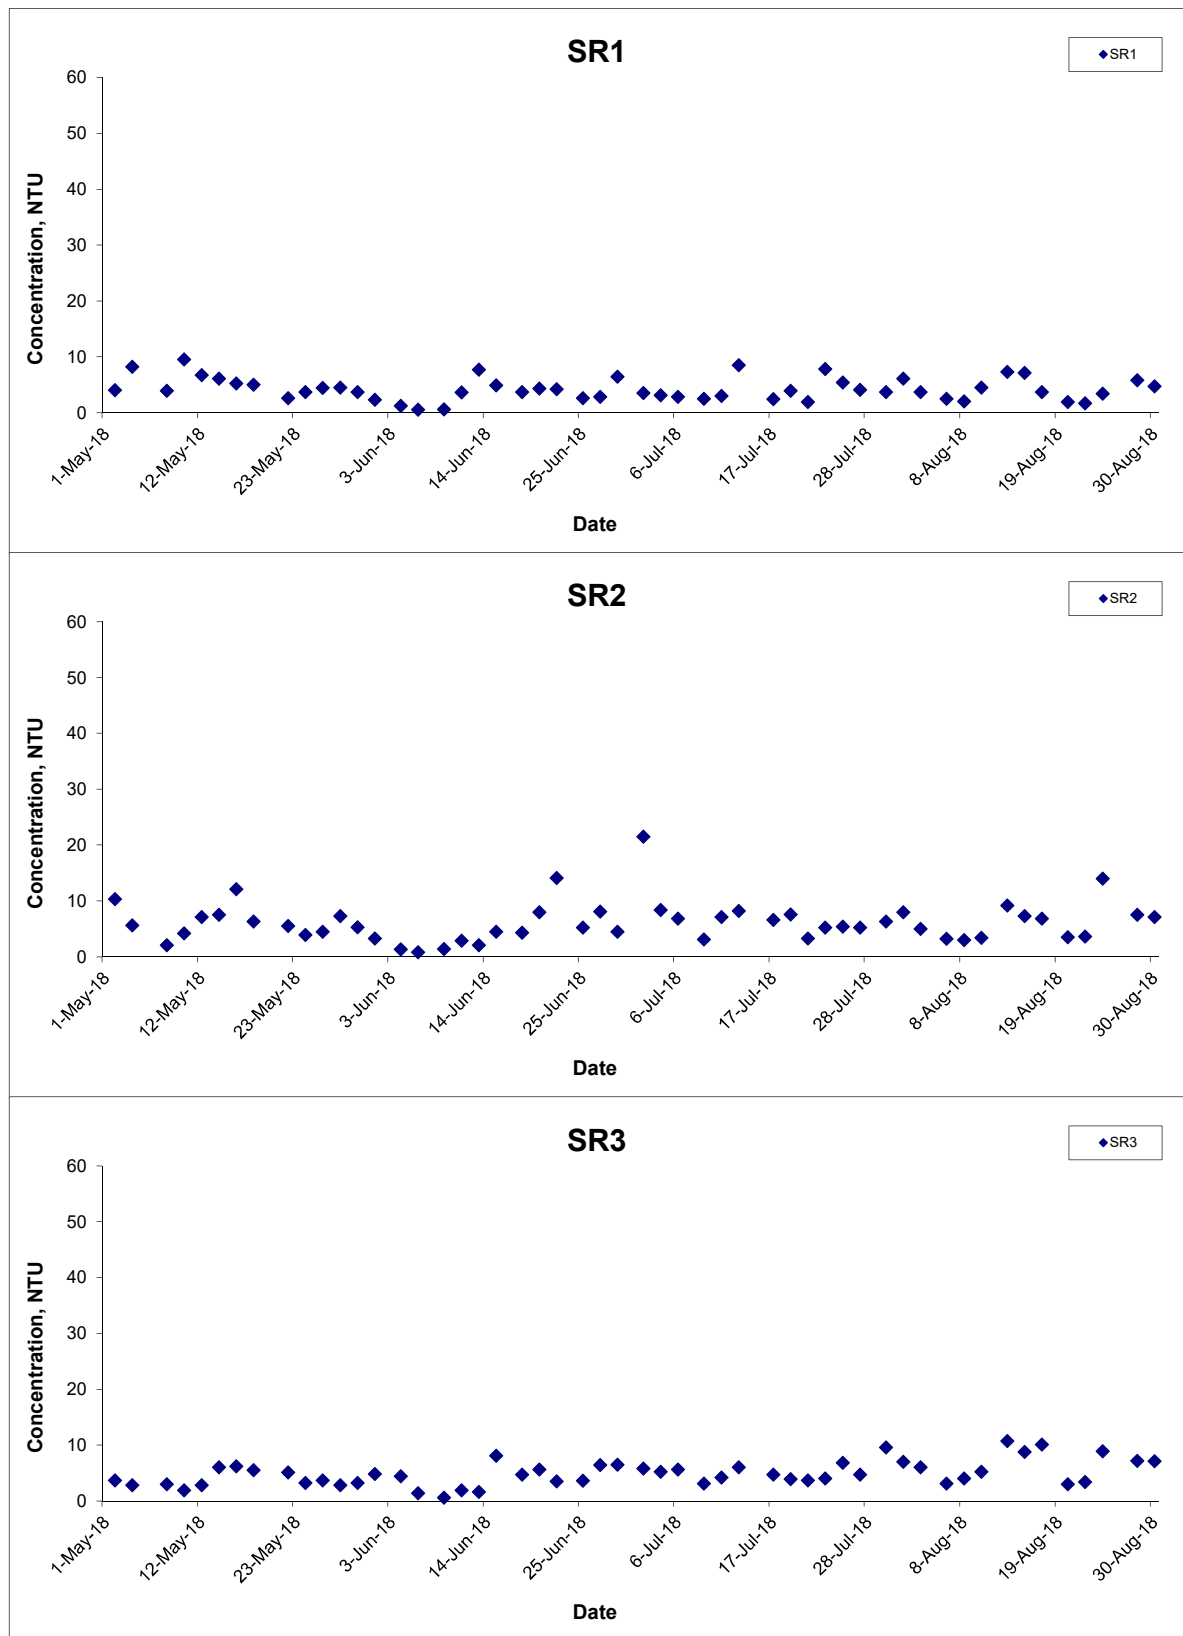 SR1
SR1
60
50
40
30
20
10
0
Concentration, NTU
1-May-18
12-May-18
23-May-18
3-Jun-18
14-Jun-18
25-Jun-18
6-Jul-18
17-Jul-18
28-Jul-18
8-Aug-18
19-Aug-18
30-Aug-18
Date
SR2
SR2
60
50
40
30
20
10
0
Concentration, NTU
1-May-18
12-May-18
23-May-18
3-Jun-18
14-Jun-18
25-Jun-18
6-Jul-18
17-Jul-18
28-Jul-18
8-Aug-18
19-Aug-18
30-Aug-18
Date
SR3
SR3
60
50
40
30
20
10
0
Concentration, NTU
1-May-18
12-May-18
23-May-18
3-Jun-18
14-Jun-18
25-Jun-18
6-Jul-18
17-Jul-18
28-Jul-18
8-Aug-18
19-Aug-18
30-Aug-18
Date